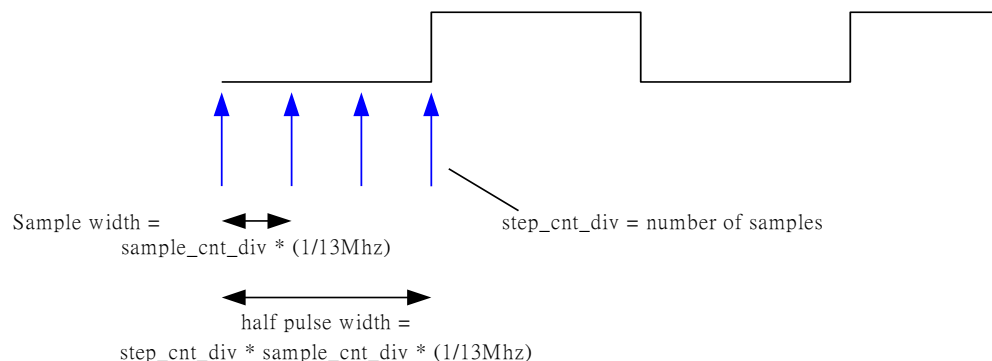 Sample width =
sample_cnt_div * (1/13Mhz)
step_cnt_div = number of samples
half pulse width =
step_cnt_div * sample_cnt_div * (1/13Mhz)